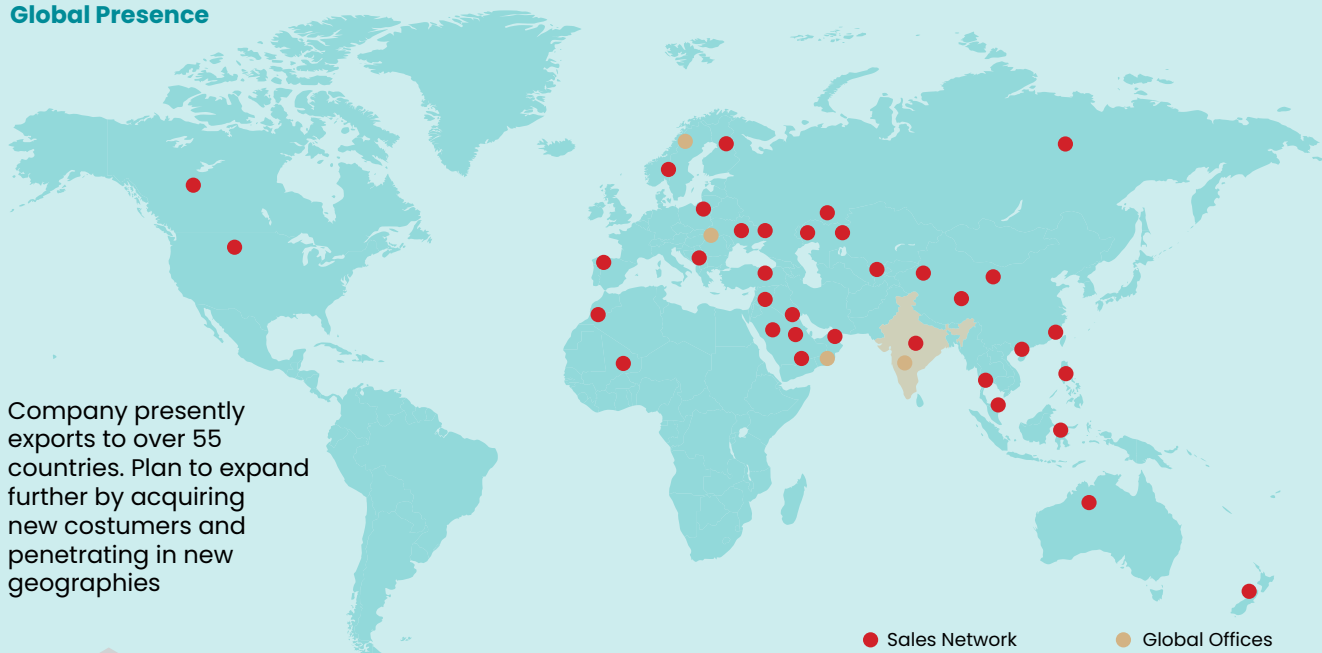 Global Presence
Company presently
exports to over 55
countries. Plan to expand
further by acquiring
new costumers and
penetrating in new
geographies
Sales Network
Global Offices